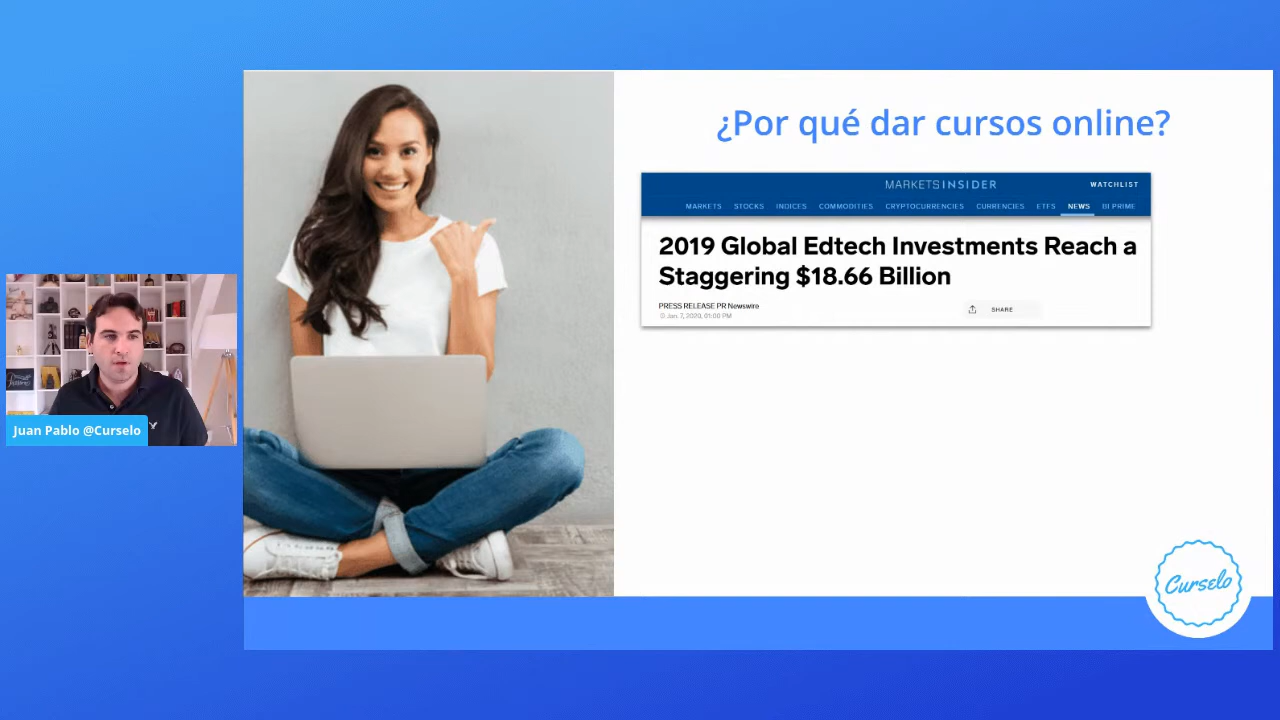 ¿Por qué dar cursos online?
MARKETS INSIDER
WATCHLIST
MARKETS STOCKS INDICES COMMODITIES CRYPTOCURRENCIES CURRENCIES ETFS NEWS BI PRIME
2019 Global Edtech Investments Reach a
Staggering $18.66 Billion
PRESS RELEASE PR Newswire
Jan. 7, 2020, 01:00 PM
SHARE
Juan Pablo @Curselo
Curselo